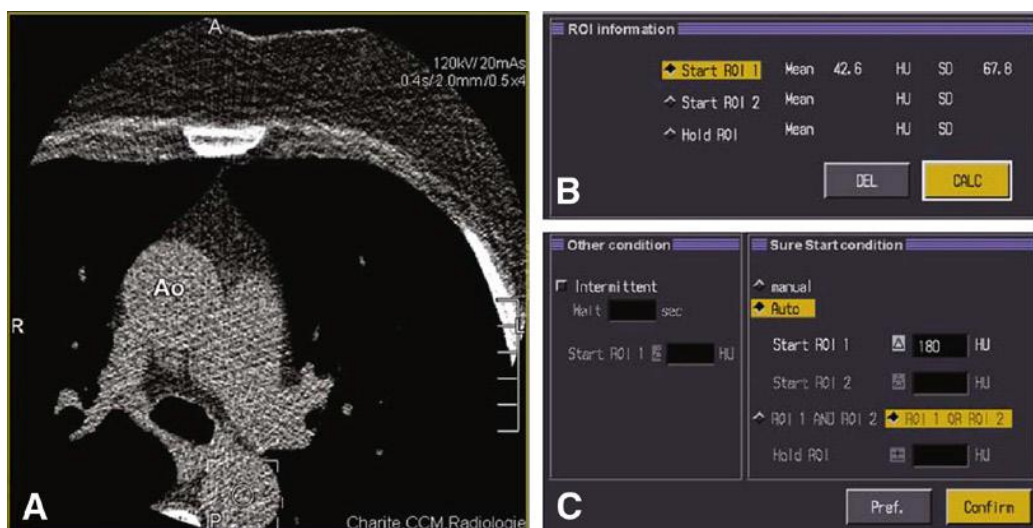 A
120kV/20mAs
0.4s/2.0mm/0.5x4
Ao
R
L
P
A
Charite CCM Radiologie
ROI information
Start ROI 1 Mean 42.6 HU SD 67.8
Start ROI 2 Mean HU SD
Hold ROI Mean HU SD
DEL CALC
B
Other condition
Intermittent
Wait sec
Start ROI 1 HU
Sure Start condition
manual
Auto
Start ROI 1 180 HU
Start ROI 2 HU
ROI 1 AND ROI 2 ROI 1 OR ROI 2
Hold ROI HU
C
Pref. Confirm